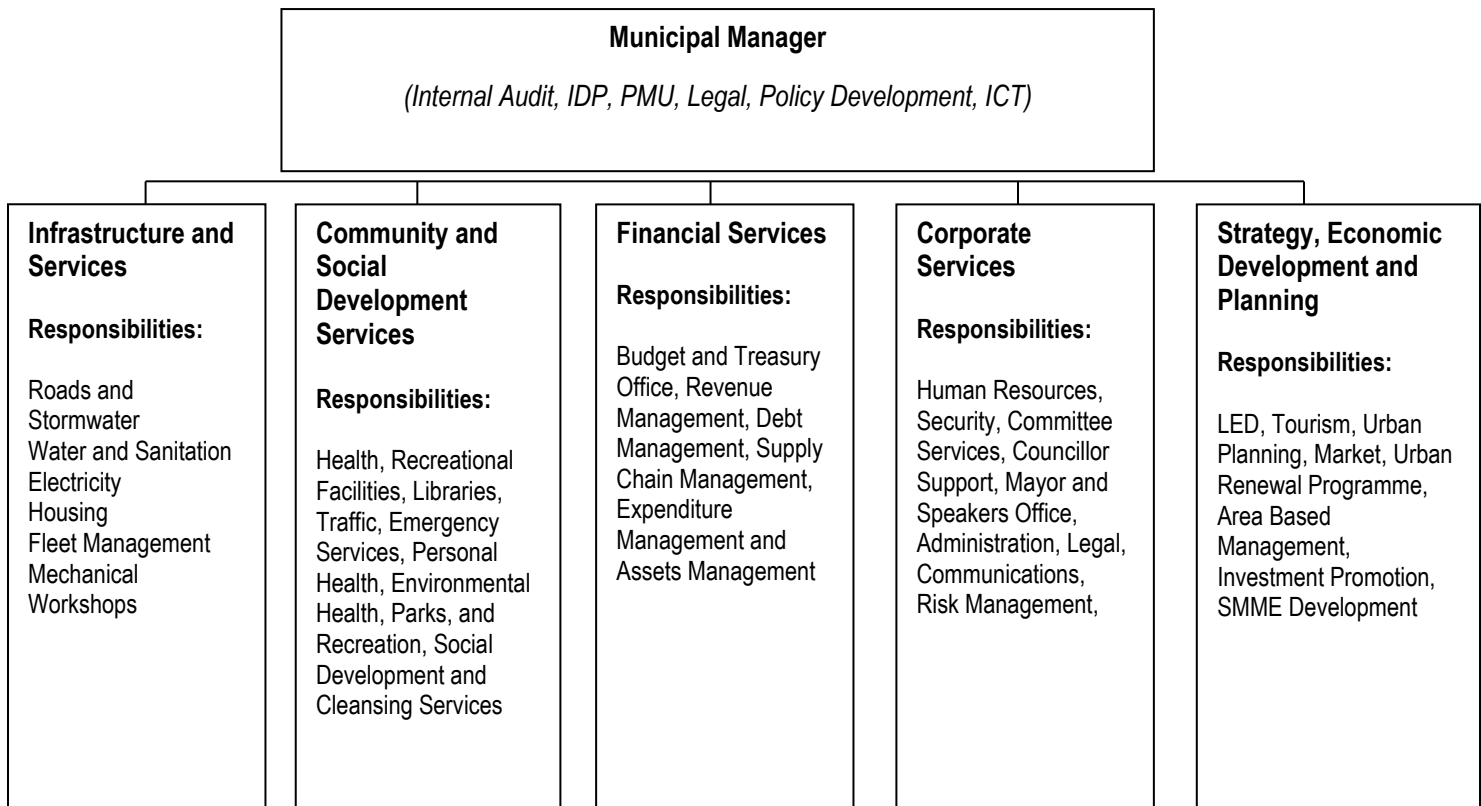 Municipal Manager
(Internal Audit, IDP, PMU, Legal, Policy Development, ICT)
Infrastructure and
Services
Responsibilities:
Roads and
Stormwater
Water and Sanitation
Electricity
Housing
Fleet Management
Mechanical
Workshops
Community and
Social
Development
Services
Responsibilities:
Health, Recreational
Facilities, Libraries,
Traffic, Emergency
Services, Personal
Health, Environmental
Health, Parks, and
Recreation, Social
Development and
Cleansing Services
Financial Services
Responsibilities:
Budget and Treasury
Office, Revenue
Management, Debt
Management, Supply
Chain Management,
Expenditure
Management and
Assets Management
Corporate
Services
Responsibilities:
Human Resources,
Security, Committee
Services, Councillor
Support, Mayor and
Speakers Office,
Administration, Legal,
Communications,
Risk Management,
Strategy, Economic
Development and
Planning
Responsibilities:
LED, Tourism, Urban
Planning, Market, Urban
Renewal Programme,
Area Based
Management,
Investment Promotion,
SMME Development